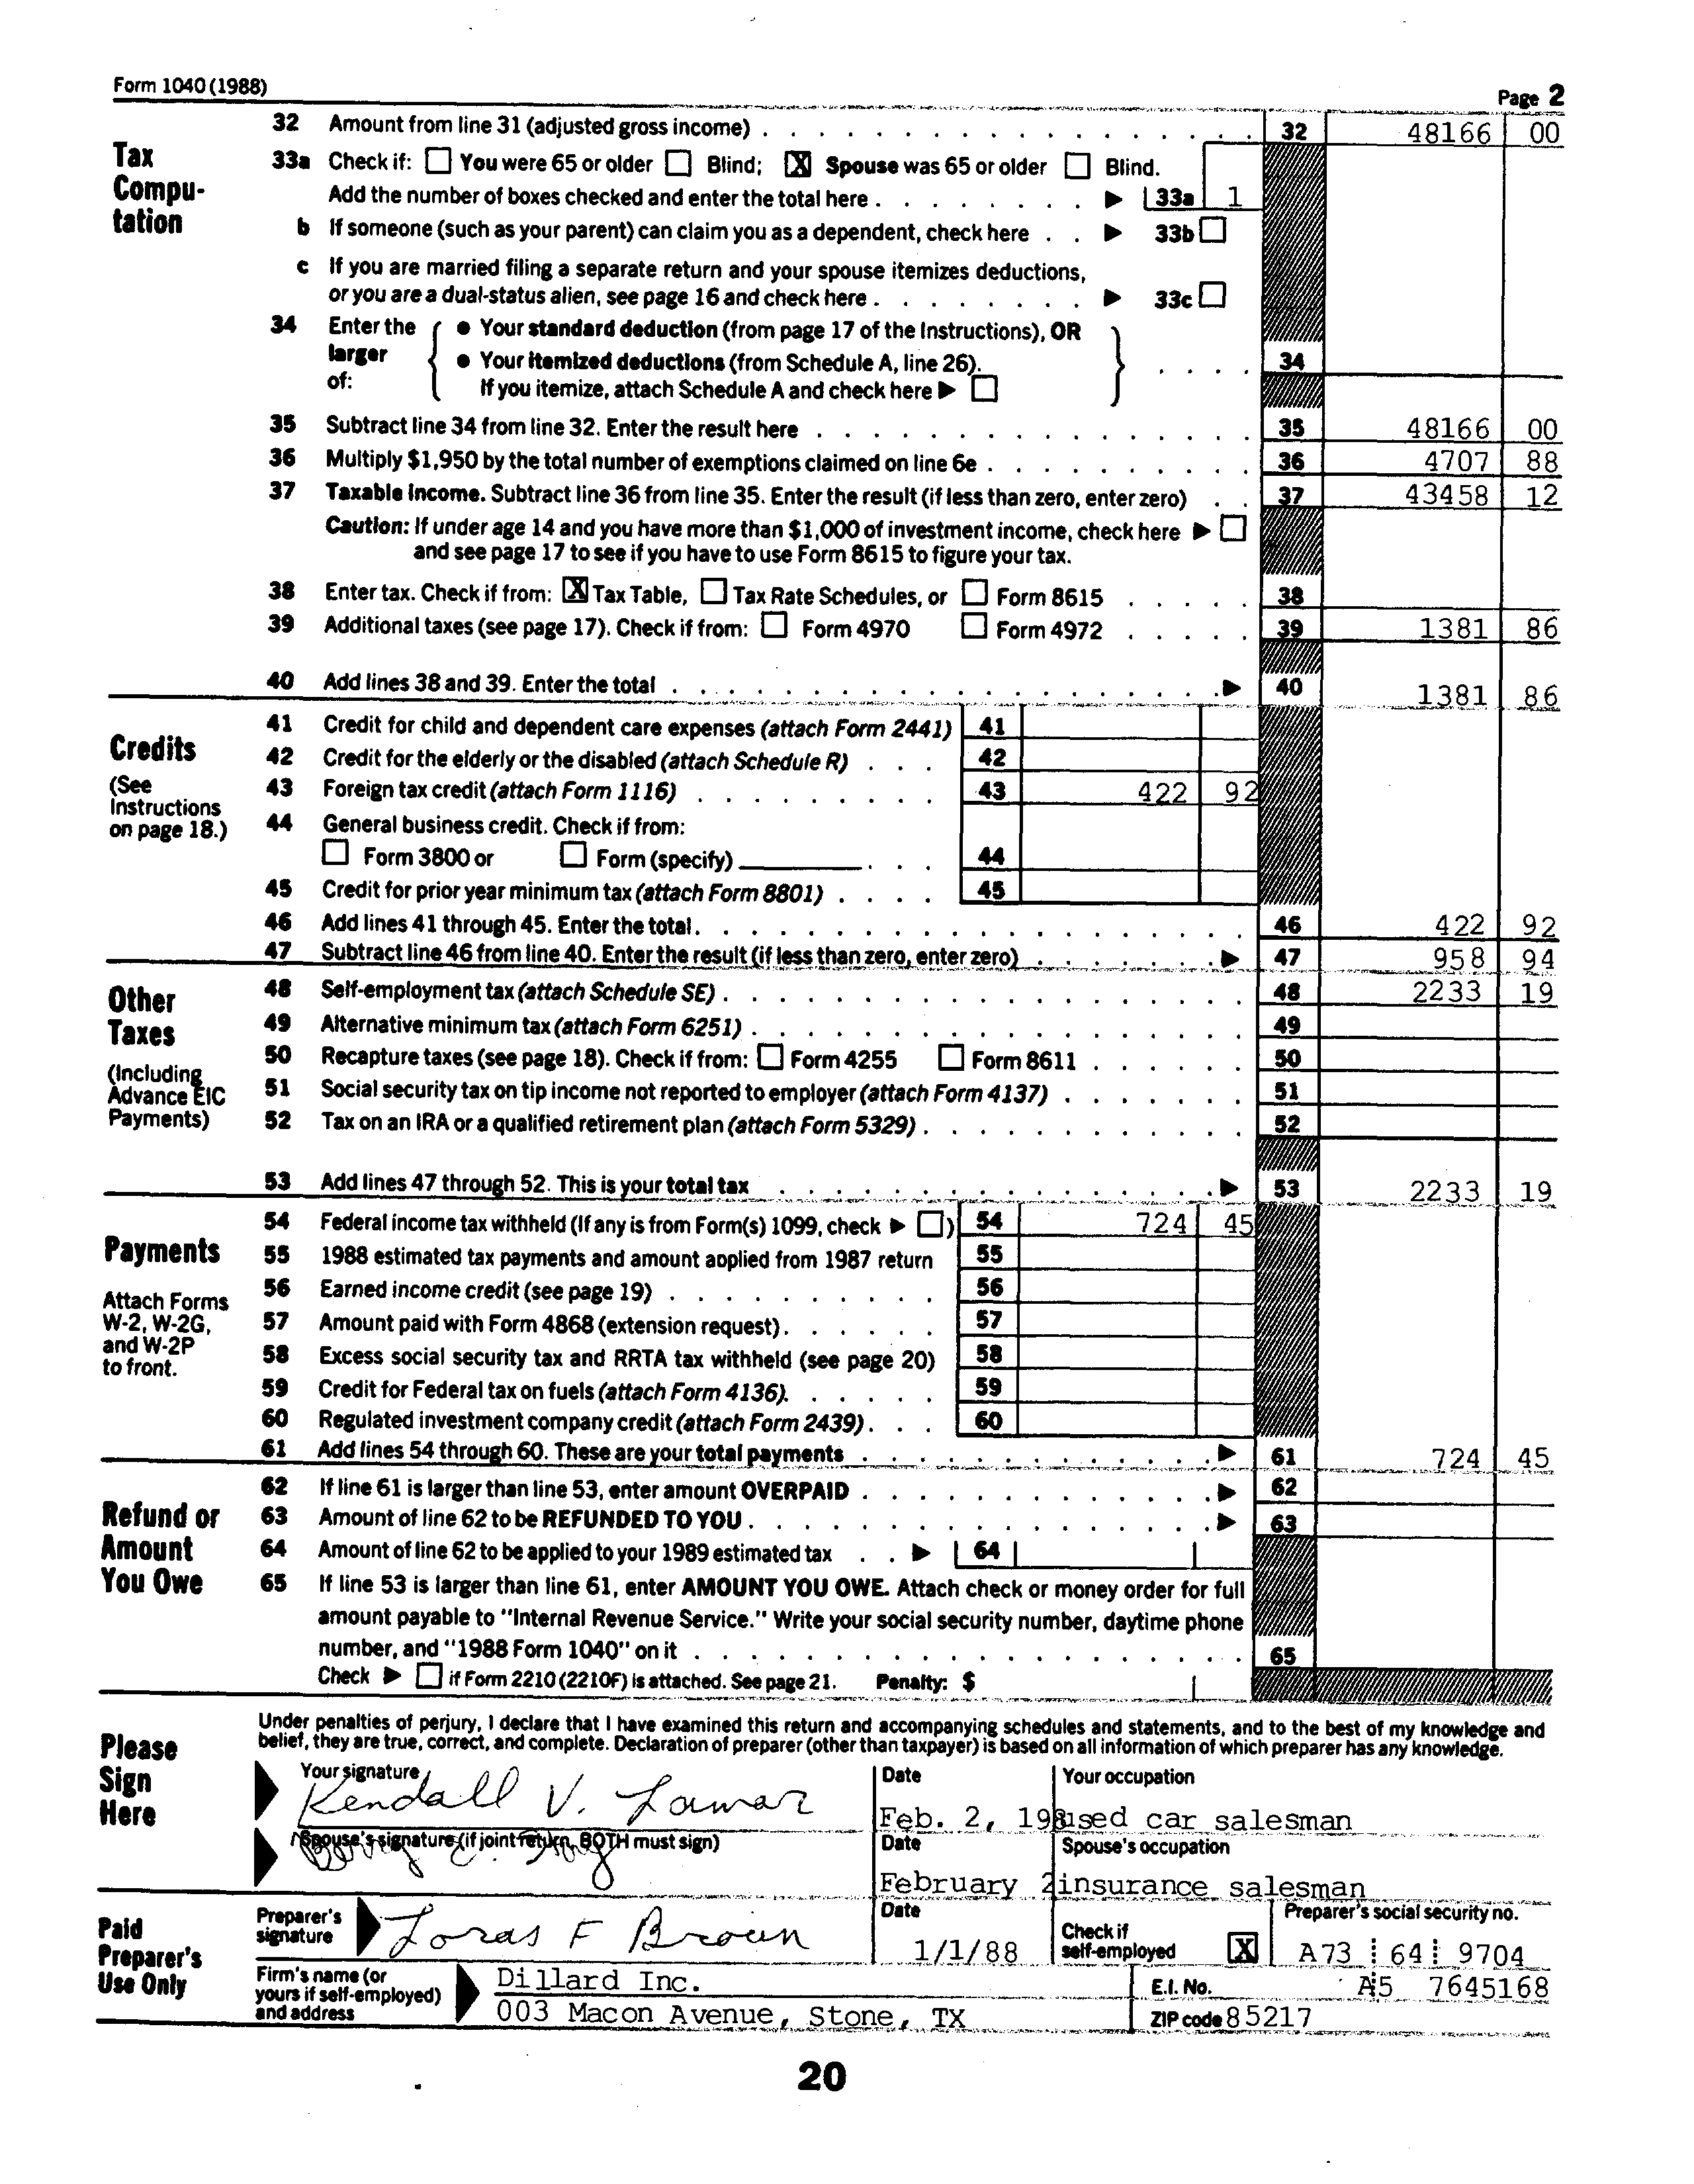 Form 1040 (1988)
Page 2
Tax Compu-tation
32 Amount from line 31 (adjusted gross income) 32 48166 00
33a Check if: You were 65 or older Blind; X Spouse was 65 or older Blind.
Add the number of boxes checked and enter the total here 33a 1
b If someone (such as your parent) can claim you as a dependent, check here 33b
c If you are married filing a separate return and your spouse itemizes deductions,
or you are a dual-status alien, see page 16 and check here 33c
34 Enter the larger of:
• Your standard deduction (from page 17 of the Instructions), OR
• Your itemized deductions (from Schedule A, line 26).
If you itemize, attach Schedule A and check here 34
35 Subtract line 34 from line 32. Enter the result here 35 48166 00
36 Multiply $1,950 by the total number of exemptions claimed on line 6e 36 4707 88
37 Taxable income. Subtract line 36 from line 35. Enter the result (if less than zero, enter zero) 37 43458 12
Caution: If under age 14 and you have more than $1,000 of investment income, check here
and see page 17 to see if you have to use Form 8615 to figure your tax.
38 Enter tax. Check if from: X Tax Table, Tax Rate Schedules, or Form 8615 38
39 Additional taxes (see page 17). Check if from: Form 4970 Form 4972 39 1381 86
40 Add lines 38 and 39. Enter the total 40 1381 86
Credits
(See Instructions on page 18.)
41 Credit for child and dependent care expenses (attach Form 2441) 41
42 Credit for the elderly or the disabled (attach Schedule R) 42
43 Foreign tax credit (attach Form 1116) 43 422 92
44 General business credit. Check if from:
Form 3800 or Form (specify) 44
45 Credit for prior year minimum tax (attach Form 8801) 45
46 Add lines 41 through 45. Enter the total 46 422 92
47 Subtract line 46 from line 40. Enter the result (if less than zero, enter zero) 47 958 94
Other Taxes
(Including Advance EIC Payments)
48 Self-employment tax (attach Schedule SE) 48 2233 19
49 Alternative minimum tax (attach Form 6251) 49
50 Recapture taxes (see page 18). Check if from: Form 4255 Form 8611 50
51 Social security tax on tip income not reported to employer (attach Form 4137) 51
52 Tax on an IRA or a qualified retirement plan (attach Form 5329) 52
53 Add lines 47 through 52. This is your total tax 53 2233 19
Payments
Attach Forms W-2, W-2G, and W-2P to front.
54 Federal income tax withheld (If any is from Form(s) 1099, check ) 54 724 45
55 1988 estimated tax payments and amount applied from 1987 return 55
56 Earned income credit (see page 19) 56
57 Amount paid with Form 4868 (extension request) 57
58 Excess social security tax and RRTA tax withheld (see page 20) 58
59 Credit for Federal tax on fuels (attach Form 4136) 59
60 Regulated investment company credit (attach Form 2439) 60
61 Add lines 54 through 60. These are your total payments 61 724 45
Refund or Amount You Owe
62 If line 61 is larger than line 53, enter amount OVERPAID 62
63 Amount of line 62 to be REFUNDED TO YOU 63
64 Amount of line 62 to be applied to your 1989 estimated tax 64
65 If line 53 is larger than line 61, enter AMOUNT YOU OWE. Attach check or money order for full
amount payable to "Internal Revenue Service." Write your social security number, daytime phone
number, and "1988 Form 1040" on it 65
Check if Form 2210 (2210F) is attached. See page 21. Penalty: $
Please Sign Here
Under penalties of perjury, I declare that I have examined this return and accompanying schedules and statements, and to the best of my knowledge and
belief, they are true, correct, and complete. Declaration of preparer (other than taxpayer) is based on all information of which preparer has any knowledge.
Your signature Date Your occupation
Kendall V. Lamar Feb. 2, 198 used car salesman
Spouse's signature (if joint return, BOTH must sign) Date Spouse's occupation
February 2 insurance salesman
Paid Preparer's Use Only
Preparer's signature Loras F Brown
Date 1/1/88
Check if self-employed X
Preparer's social security no. A73 64 9704
Firm's name (or yours if self-employed) and address
Dillard Inc.
003 Macon Avenue, Stone, TX
E.I. No. A5 7645168
ZIP code 85217
20